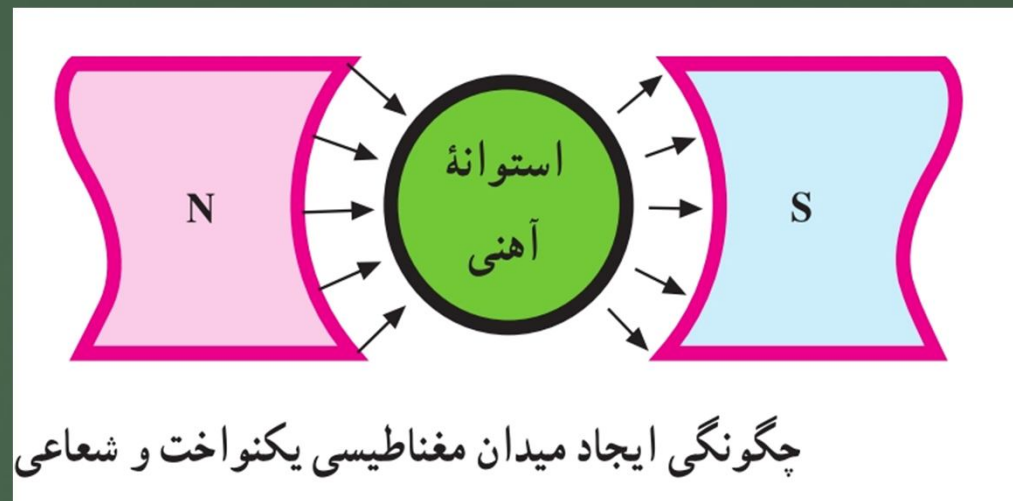 N
استوانهٔ
آهنی
S
چگونگی ایجاد میدان مغناطیسی یکنواخت و شعاعی